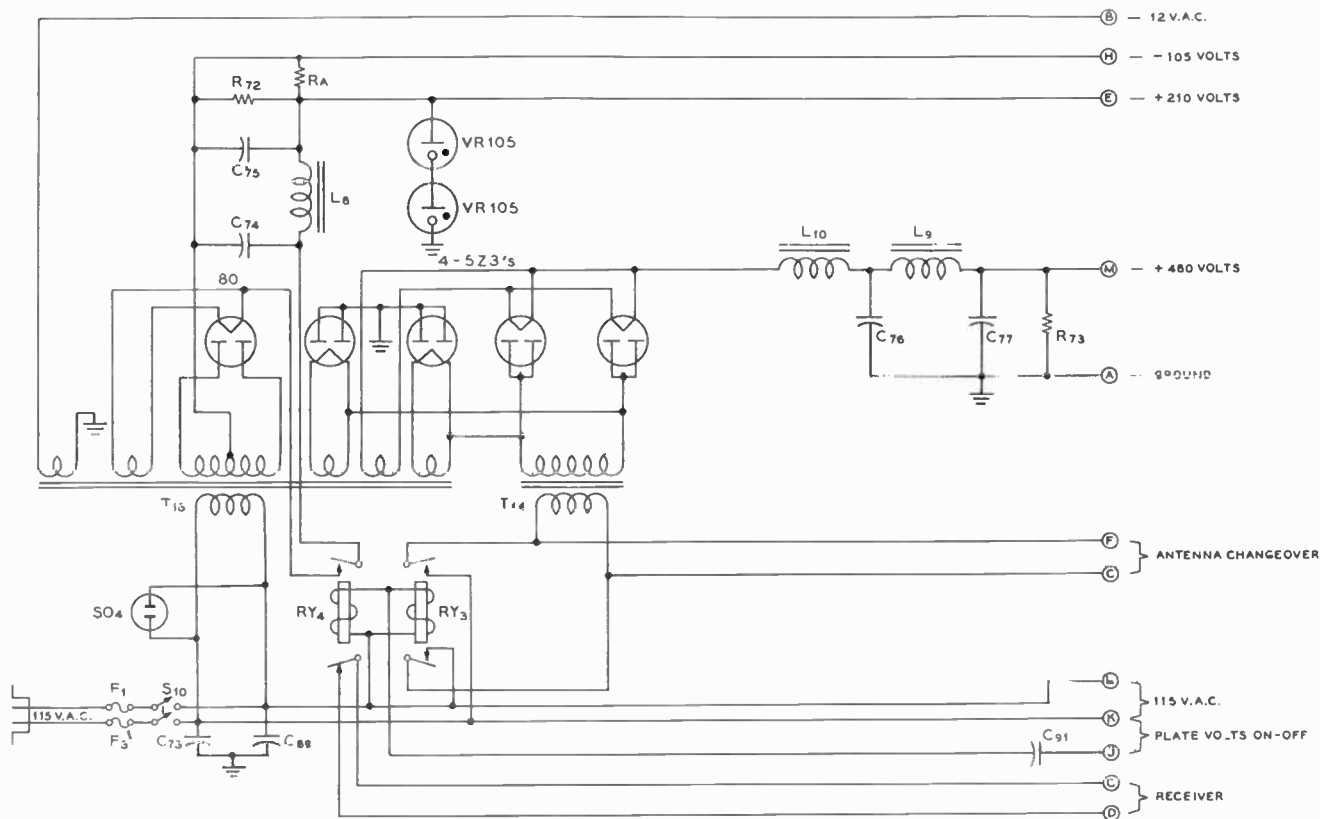 B — 12 V.A.C.
H — -105 VOLTS
RA
R72
E — +210 VOLTS
VR105
C75
L8
VR105
C74
4-5Z3's
L10
L9
M — +480 VOLTS
80
C76
C77
R73
A — GROUND
T13
T14
F
ANTENNA CHANGEOVER
C
SO4
RY4
RY3
L
F1
S10
115 V.A.C.
115 V.A.C.
K
F3
C73
C89
PLATE VOLTS ON-OFF
C91
J
C
RECEIVER
D